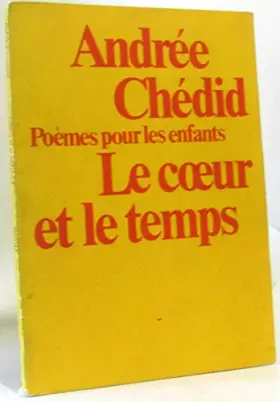 Andrée
Chédid
Poèmes pour les enfants
Le cœur
et le temps